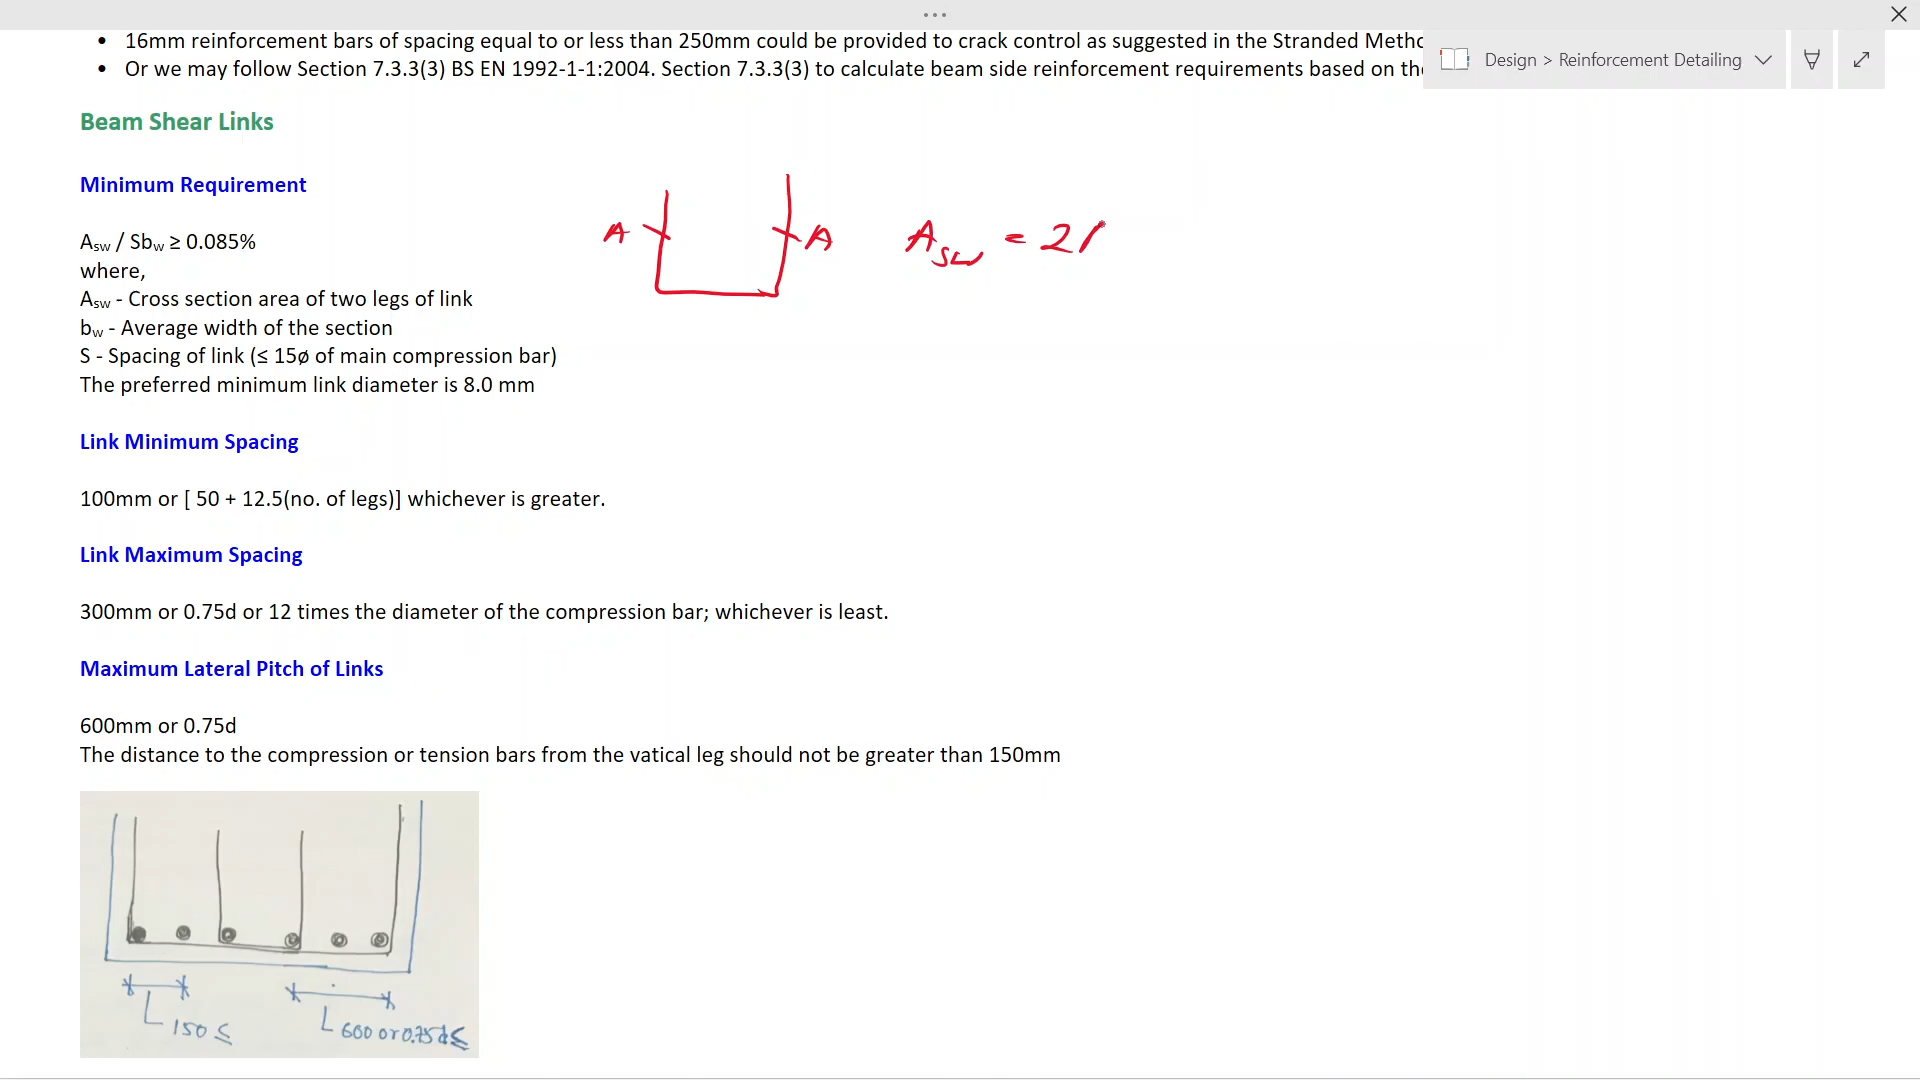 • 16mm reinforcement bars of spacing equal to or less than 250mm could be provided to crack control as suggested in the Stranded Metho
• Or we may follow Section 7.3.3(3) BS EN 1992-1-1:2004. Section 7.3.3(3) to calculate beam side reinforcement requirements based on the
Design > Reinforcement Detailing
Beam Shear Links
Minimum Requirement
A A Asw = 2
Asw / Sbw ≥ 0.085%
where,
Asw - Cross section area of two legs of link
bw - Average width of the section
S - Spacing of link (≤ 15ø of main compression bar)
The preferred minimum link diameter is 8.0 mm
Link Minimum Spacing
100mm or [ 50 + 12.5(no. of legs)] whichever is greater.
Link Maximum Spacing
300mm or 0.75d or 12 times the diameter of the compression bar; whichever is least.
Maximum Lateral Pitch of Links
600mm or 0.75d
The distance to the compression or tension bars from the vatical leg should not be greater than 150mm
150 ≤
600 or 0.75d ≤